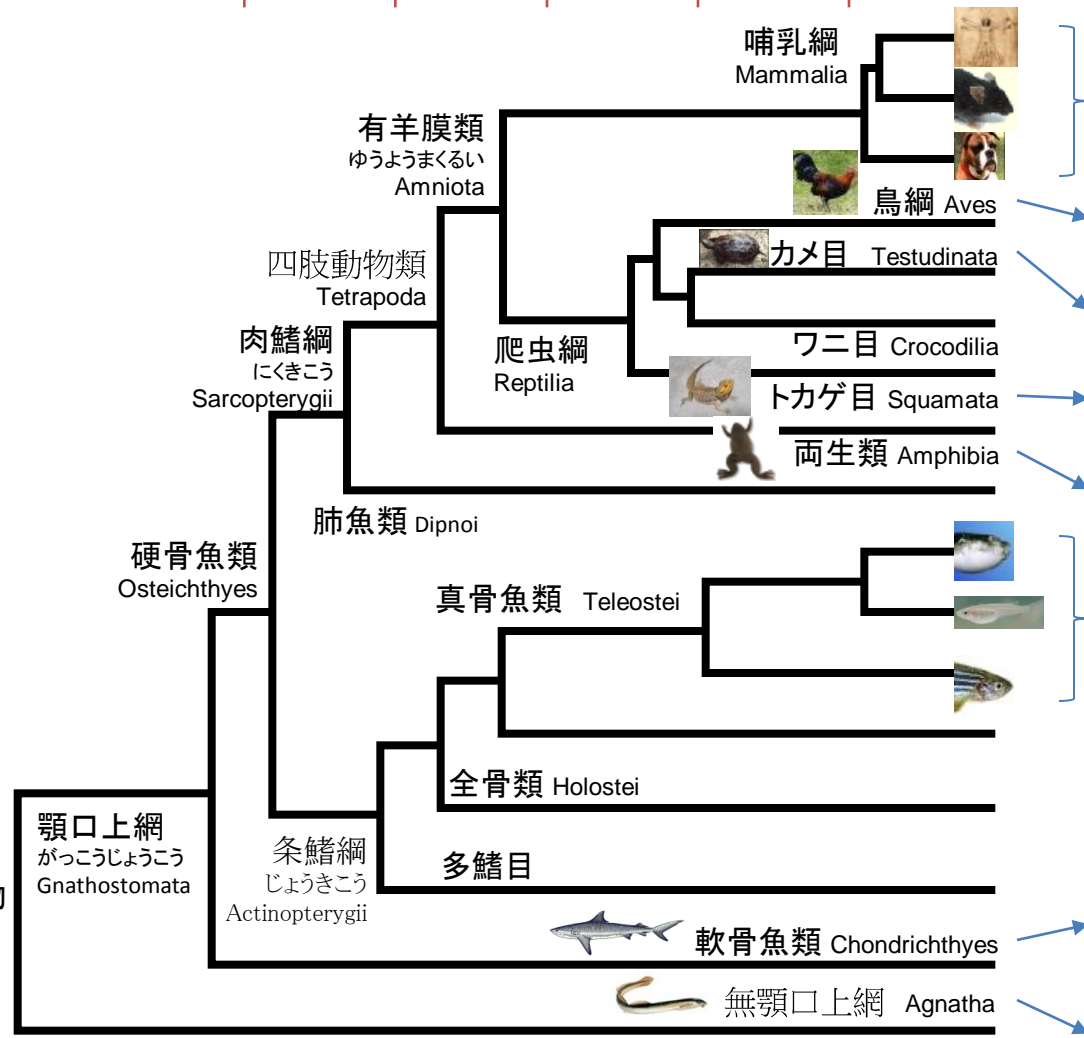 哺乳綱
Mammalia
有羊膜類
ゆうようまくるい
Amniota
鳥綱 Aves
四肢動物類
Tetrapoda
カメ目 Testudinata
肉鰭綱
にくきこう
Sarcopterygii
爬虫綱
Reptilia
ワニ目 Crocodilia
トカゲ目 Squamata
両生類 Amphibia
肺魚類 Dipnoi
硬骨魚類
Osteichthyes
真骨魚類 Teleostei
全骨類 Holostei
顎口上網
がっこうじょうこう
Gnathostomata
条鰭綱
じょうきこう
Actinopterygii
多鰭目
軟骨魚類 Chondrichthyes
無顎口上網 Agnatha